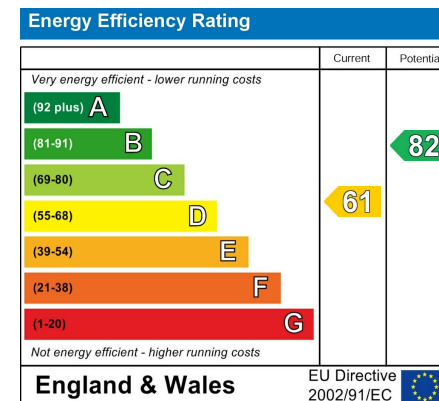 Energy Efficiency Rating
Current Potentia
Very energy efficient - lower running costs
(92 plus) A
(81-91) B
82
(69-80) C
(55-68) D
61
(39-54) E
(21-38) F
(1-20) G
Not energy efficient - higher running costs
England & Wales
EU Directive
2002/91/EC